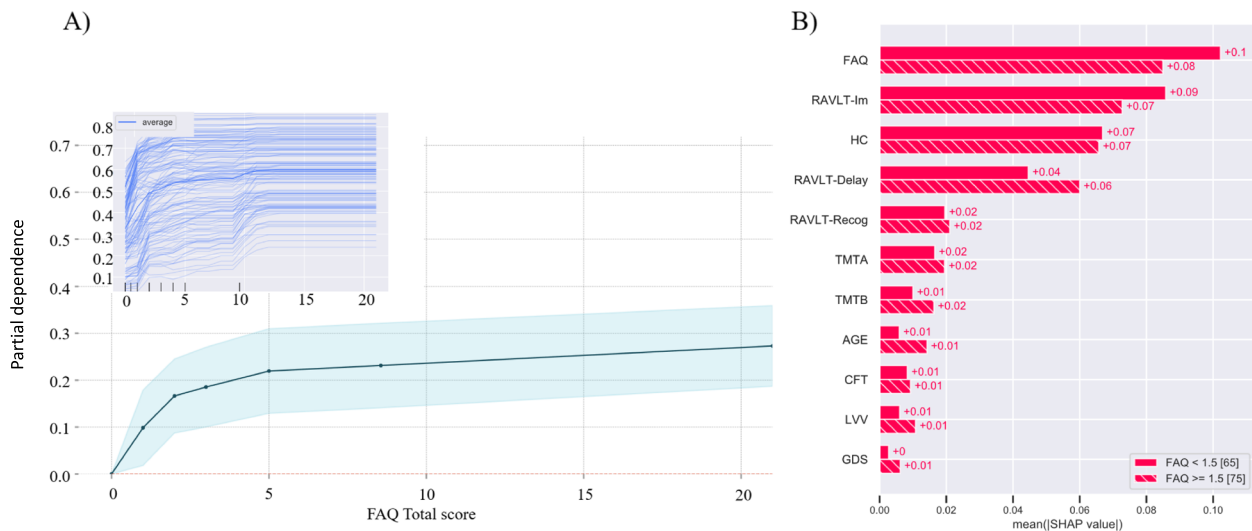 A)
average
0.8
0.7
0.6
0.5
0.4
0.3
0.2
0.1
0
5
10
15
20
Partial dependence
0.7
0.6
0.5
0.4
0.3
0.2
0.1
0.0
0
5
10
15
20
FAQ Total score
B)
FAQ
+0.1
+0.08
RAVLT-Im
+0.09
+0.07
HC
+0.07
+0.07
RAVLT-Delay
+0.04
+0.06
RAVLT-Recog
+0.02
+0.02
TMTA
+0.02
+0.02
TMTB
+0.01
+0.02
AGE
+0.01
+0.01
CFT
+0.01
+0.01
LVV
+0.01
+0.01
GDS
+0
+0.01
FAQ < 1.5 [65]
FAQ >= 1.5 [75]
0.00
0.02
0.04
0.06
0.08
0.10
mean(|SHAP value|)